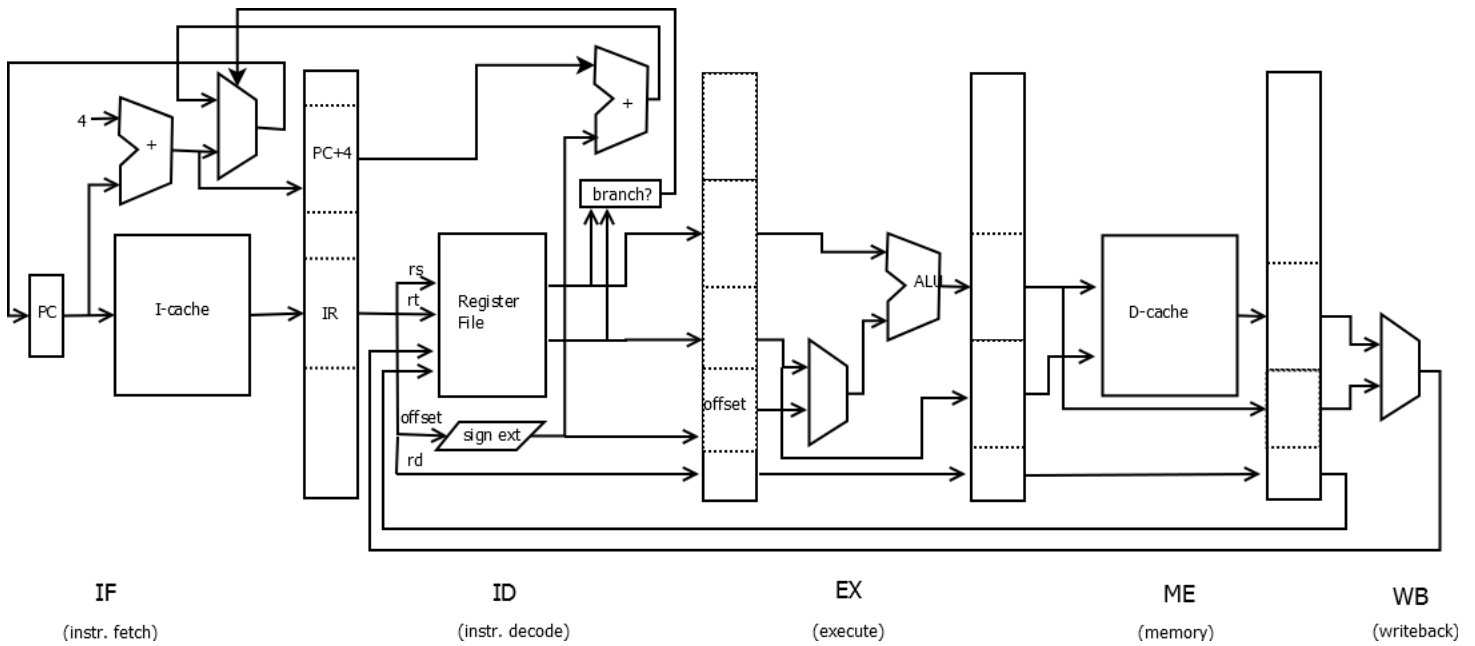 4
+
PC+4
+
branch?
PC
I-cache
IR
rs
rt
Register
File
ALU
D-cache
offset
sign ext
rd
offset
IF
ID
EX
ME
WB
(instr. fetch)
(instr. decode)
(execute)
(memory)
(writeback)